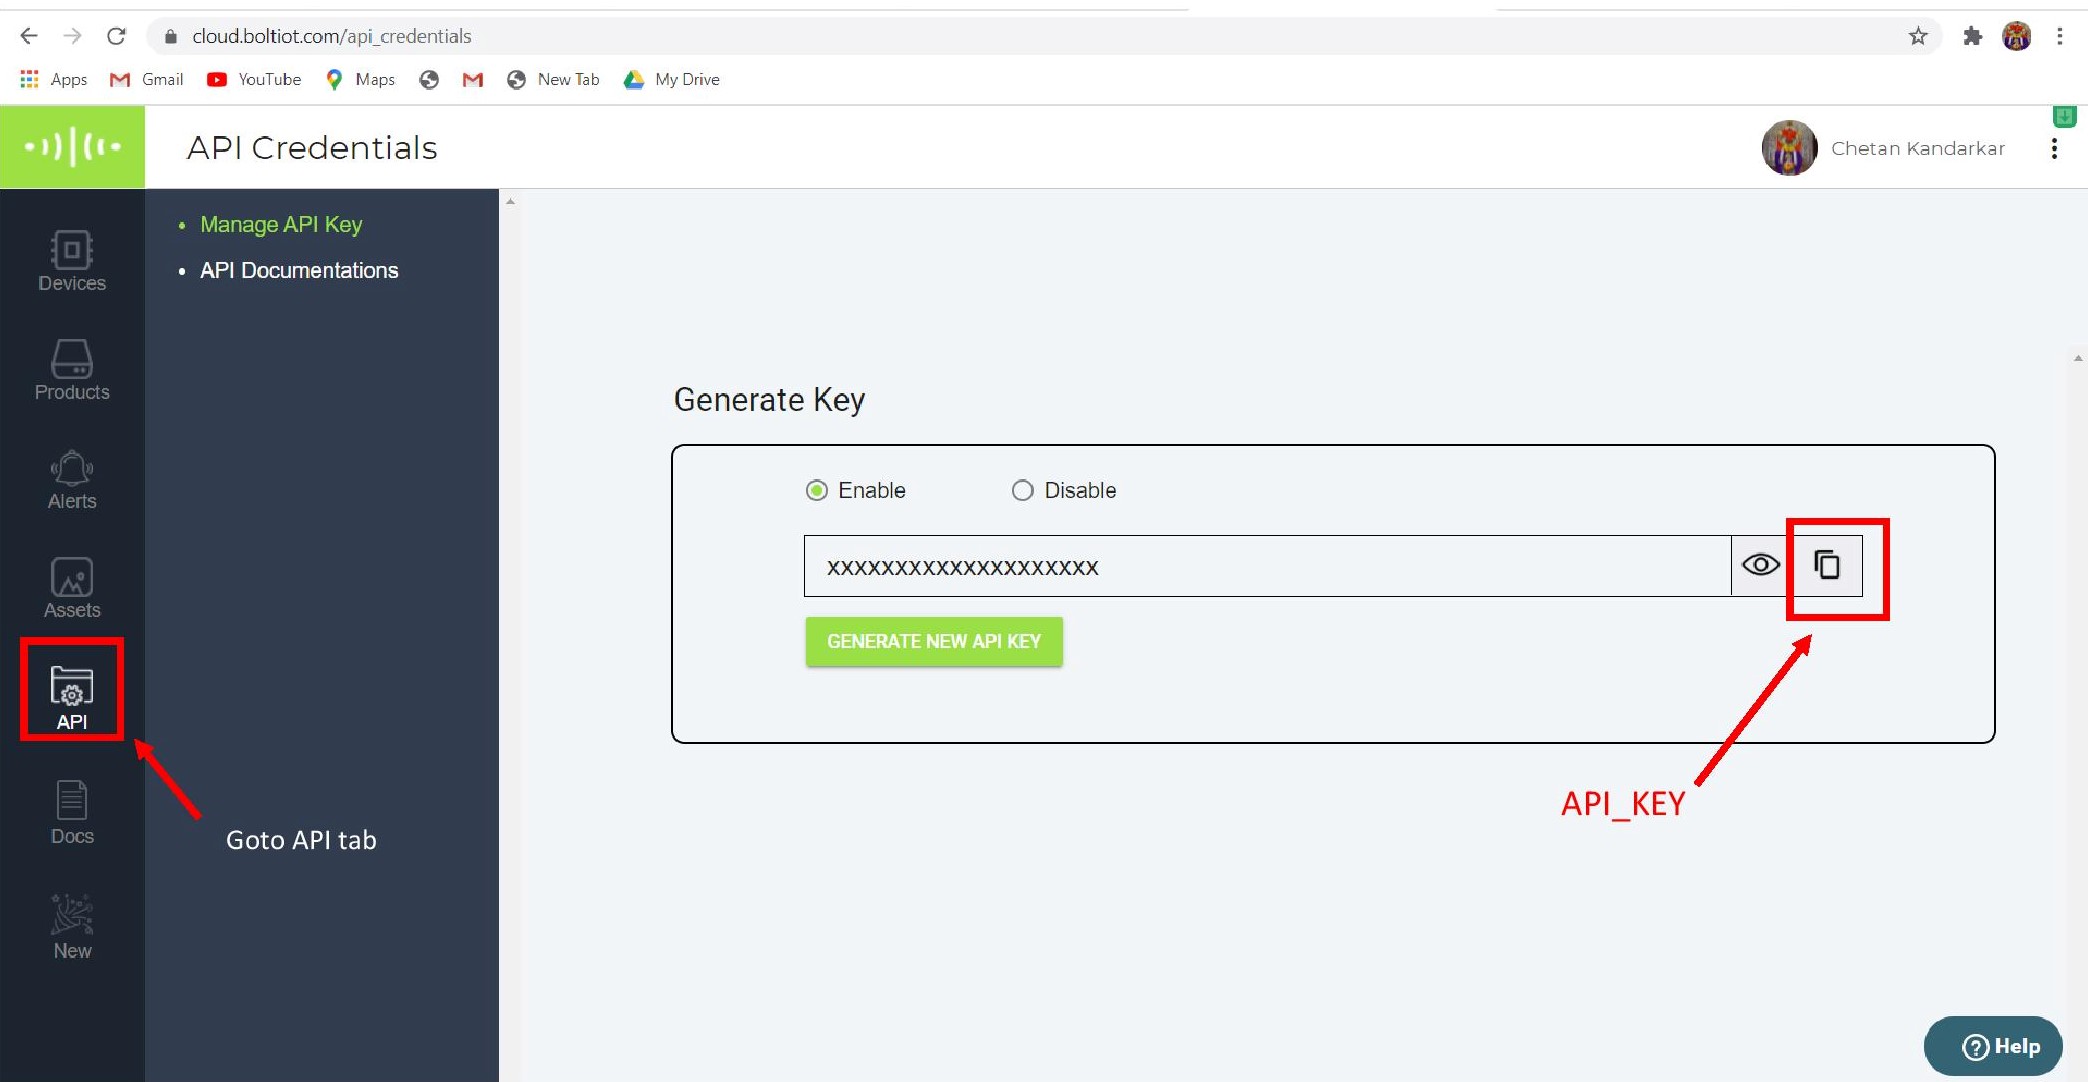 cloud.boltiot.com/api_credentials
Apps Gmail YouTube Maps New Tab My Drive
API Credentials
Chetan Kandarkar
Manage API Key
API Documentations
Devices
Products
Alerts
Assets
API
Docs
New
Goto API tab
Generate Key
Enable Disable
xxxxxxxxxxxxxxxxxxxx
GENERATE NEW API KEY
API_KEY
Help